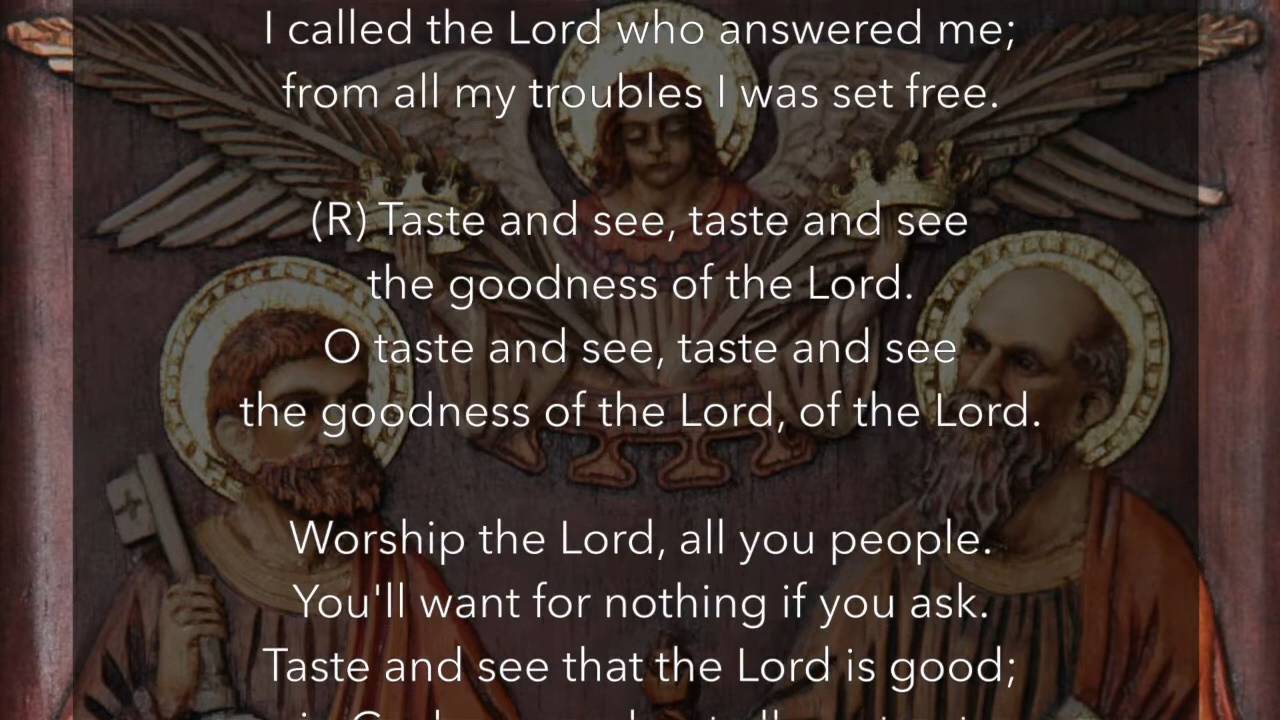 I called the Lord who answered me;
from all my troubles I was set free.
(R) Taste and see, taste and see
the goodness of the Lord.
O taste and see, taste and see
the goodness of the Lord, of the Lord.
Worship the Lord, all you people.
You'll want for nothing if you ask.
Taste and see that the Lord is good;